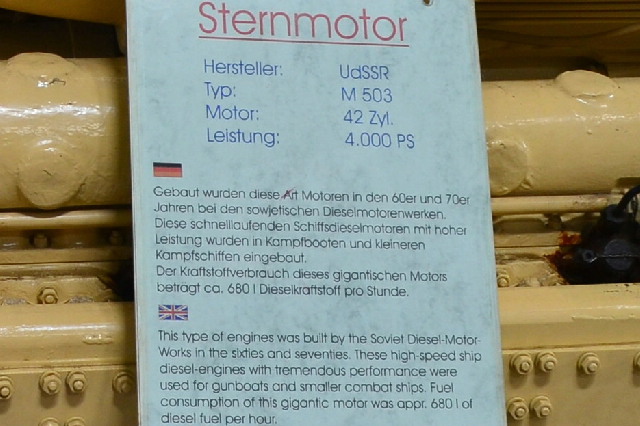 Sternmotor
Hersteller: UdSSR
Typ: M 503
Motor: 42 Zyl.
Leistung: 4.000 PS
Gebaut wurden diese Art Motoren in den 60er und 70er
Jahren bei den sowjetischen Dieselmotorenwerken.
Diese schnellaufenden Schiffsdieselmotoren mit hoher
Leistung wurden in Kampfbooten und kleineren
Kampfschiffen eingebaut.
Der Kraftstoffverbrauch dieses gigantischen Motors
beträgt ca. 680 l Dieselkraftstoff pro Stunde.
This type of engines was built by the Soviet Diesel-Motor-
Works in the sixties and seventies. These high-speed ship
diesel-engines with tremendous performance were
used for gunboats and smaller combat ships. Fuel
consumption of this gigantic motor was appr. 680 l of
diesel fuel per hour.